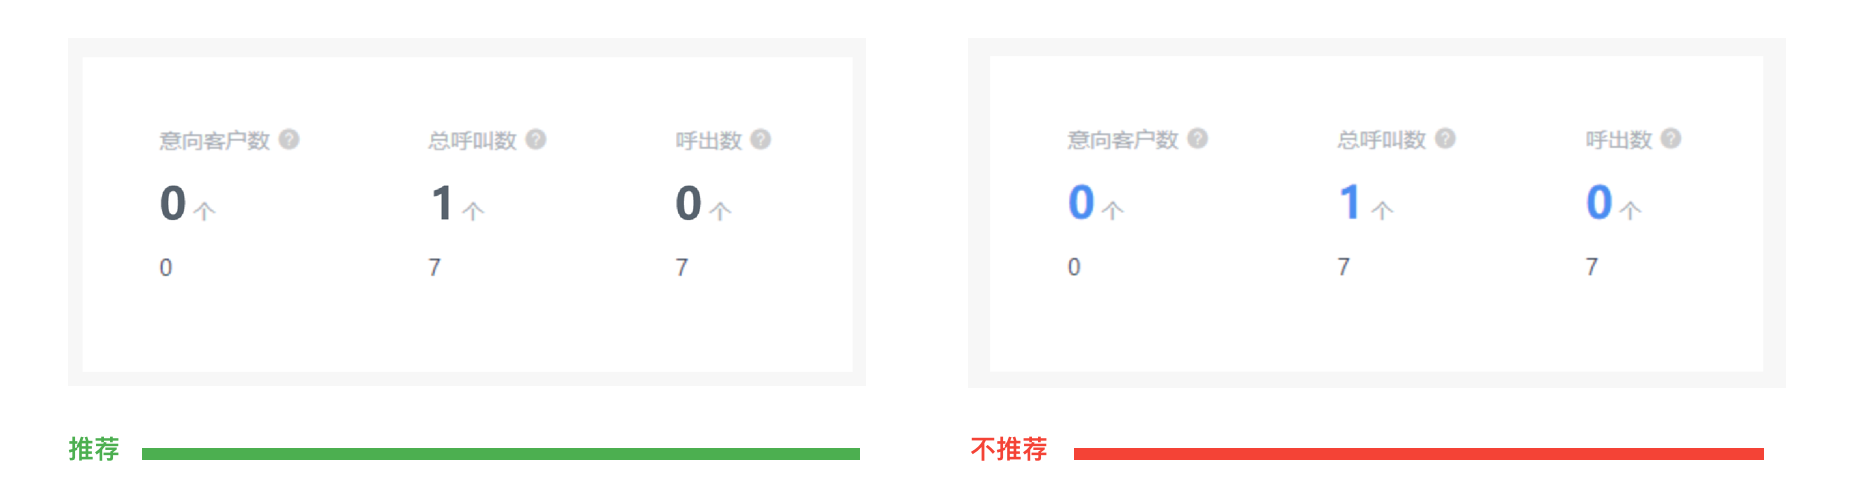 意向客户数 ?
总呼叫数 ?
呼出数 ?
0 个
1 个
0 个
0
7
7
推荐
意向客户数 ?
总呼叫数 ?
呼出数 ?
0 个
1 个
0 个
0
7
7
不推荐